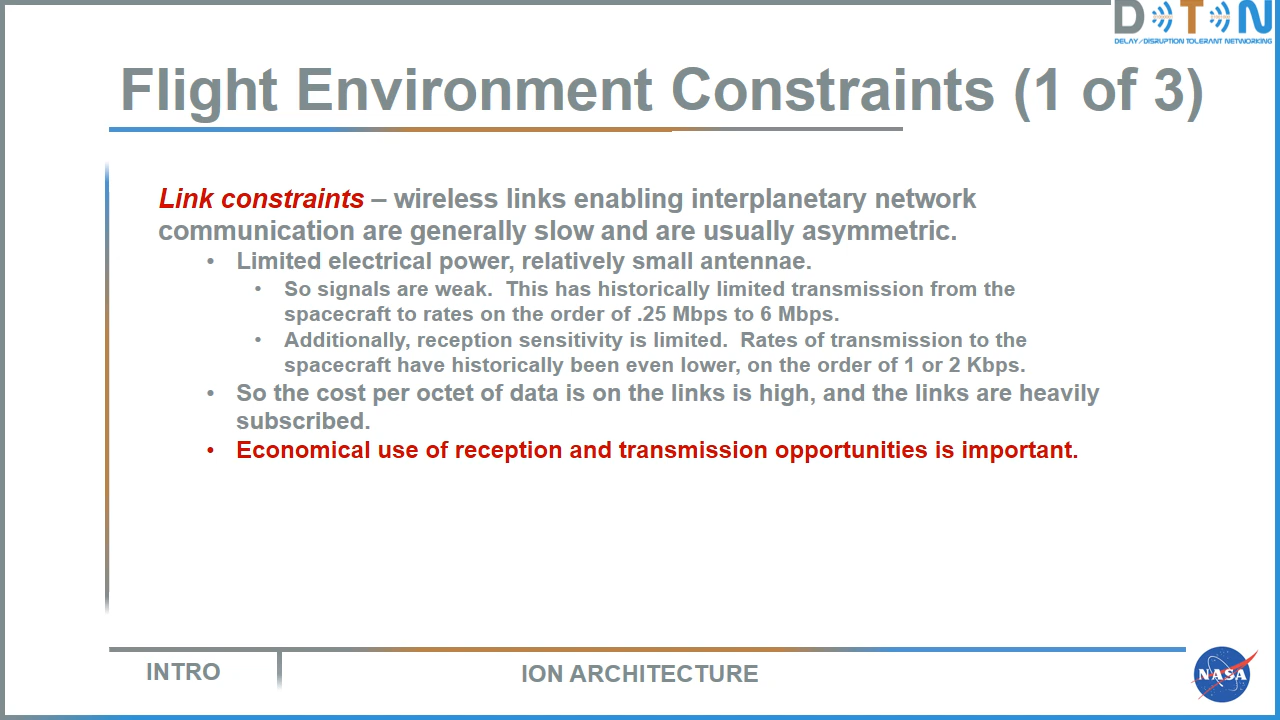 DTN
DELAY/DISRUPTION TOLERANT NETWORKING
Flight Environment Constraints (1 of 3)
Link constraints – wireless links enabling interplanetary network
communication are generally slow and are usually asymmetric.
• Limited electrical power, relatively small antennae.
• So signals are weak.  This has historically limited transmission from the
spacecraft to rates on the order of .25 Mbps to 6 Mbps.
• Additionally, reception sensitivity is limited.  Rates of transmission to the
spacecraft have historically been even lower, on the order of 1 or 2 Kbps.
• So the cost per octet of data is on the links is high, and the links are heavily
subscribed.
• Economical use of reception and transmission opportunities is important.
INTRO
ION ARCHITECTURE
NASA